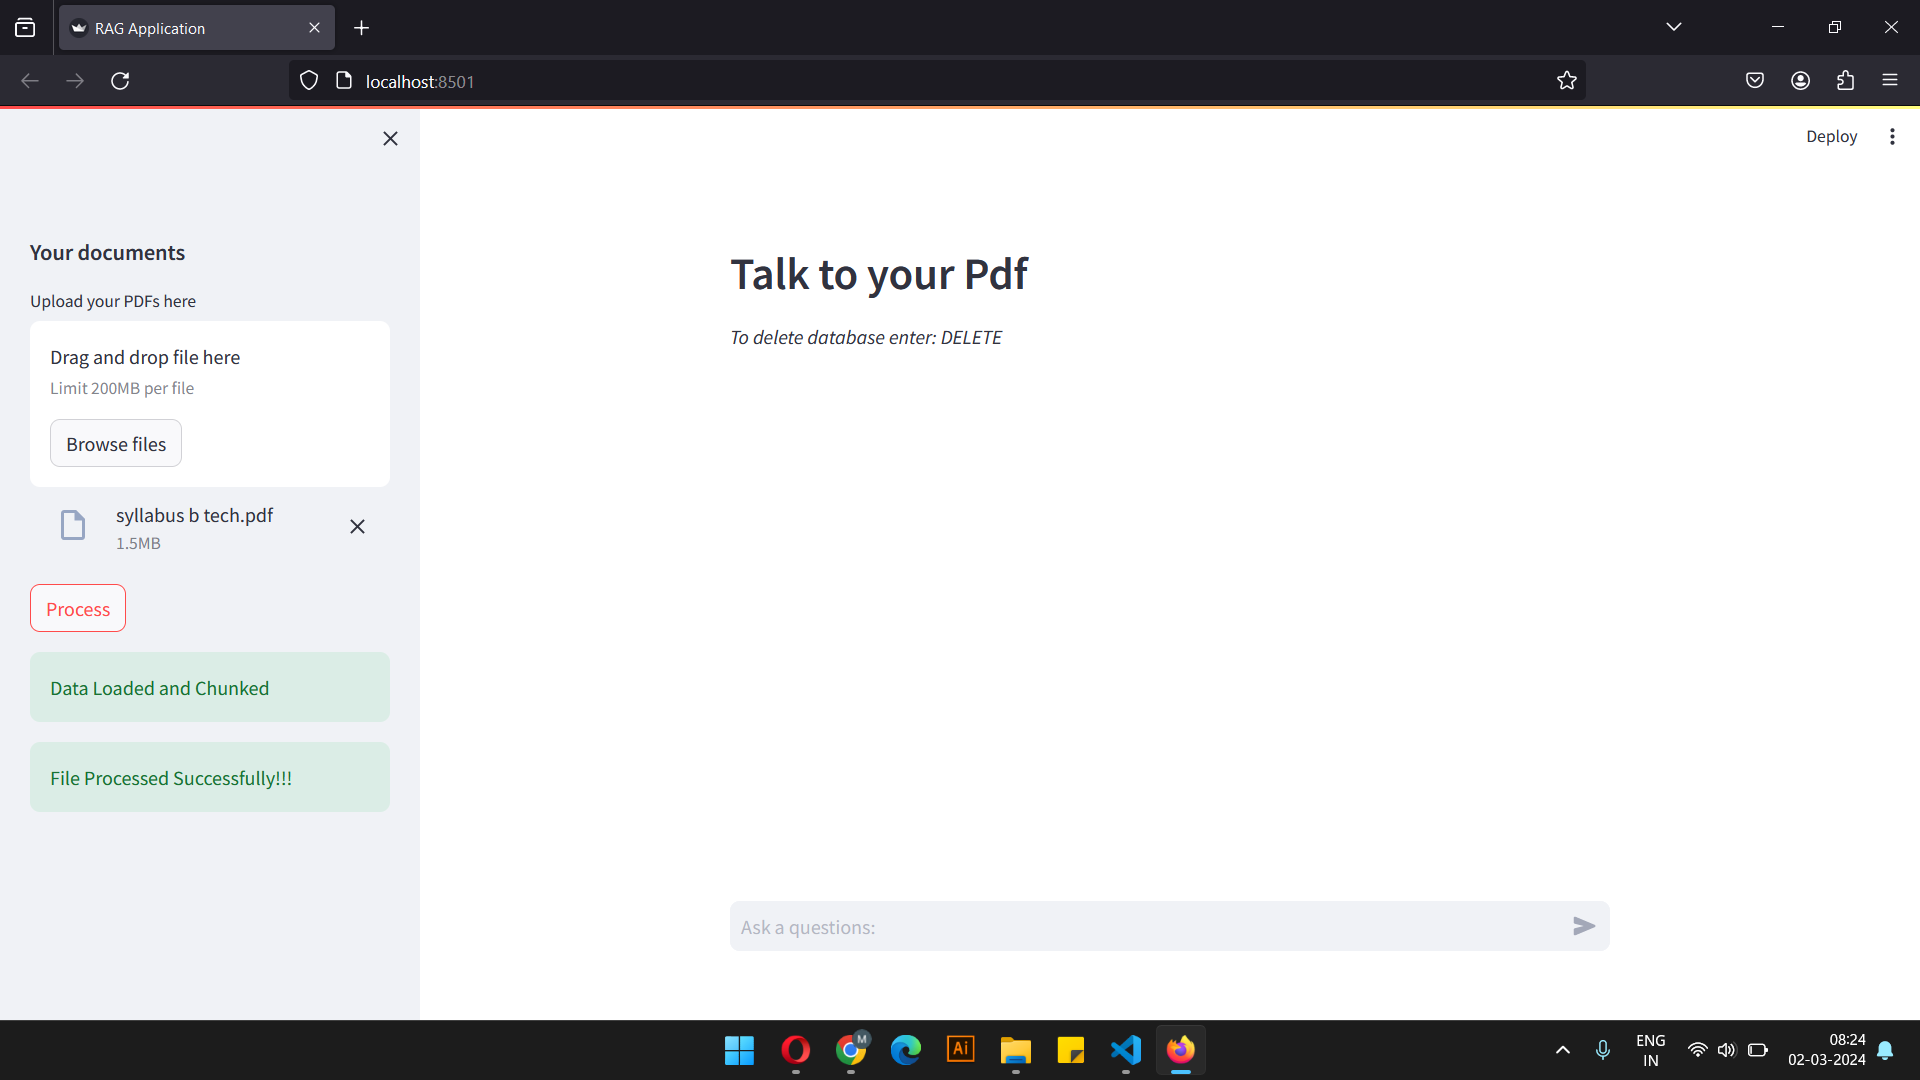 RAG Application
localhost:8501
Deploy
Your documents
Upload your PDFs here
Drag and drop file here
Limit 200MB per file
Browse files
syllabus b tech.pdf
1.5MB
Process
Data Loaded and Chunked
File Processed Successfully!!!
Talk to your Pdf
To delete database enter: DELETE
Ask a questions:
M
Ai
ENG
IN
08:24
02-03-2024